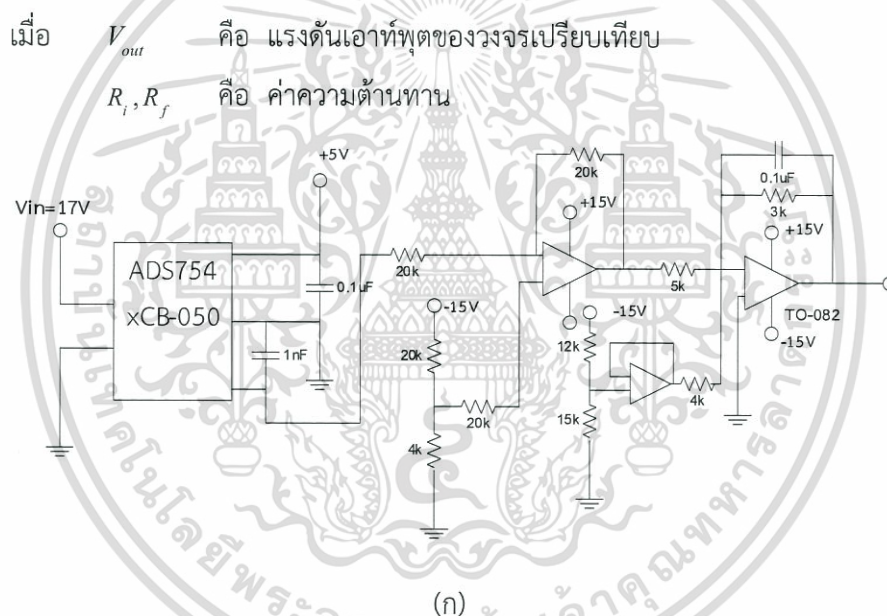 เมื่อ V_out คือ แรงดันเอาท์พุตของวงจรเปรียบเทียบ
R_i, R_f คือ ค่าความต้านทาน
+5V
20k
0.1uF
3k
Vin=17V
+15V
+15V
ADS754
xCB-050
20k
0.1uF
5k
-15V
-15V
TO-082
1nF
20k
12k
-15V
20k
15k
4k
4k
(ก)